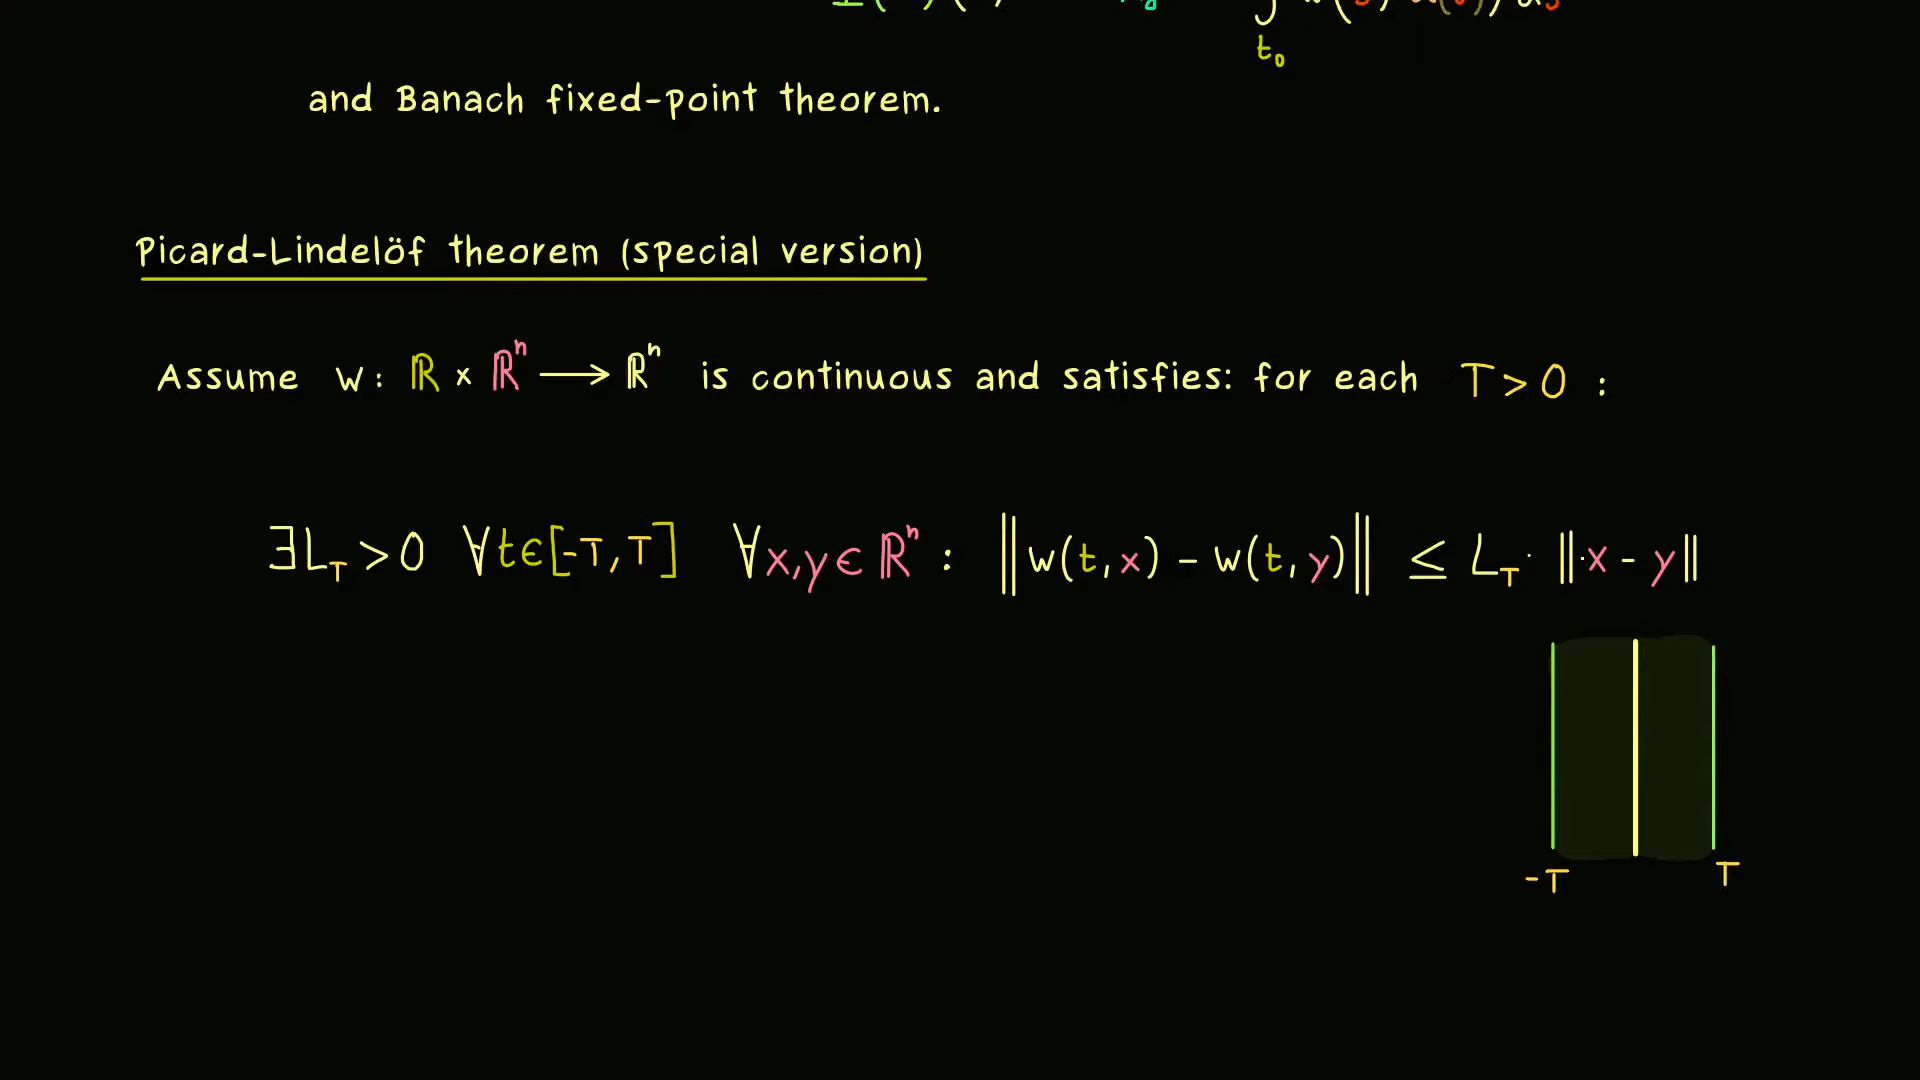 t₀
and Banach fixed-point theorem.
Picard-Lindelöf theorem (special version)
Assume w: ℝ × ℝⁿ ⟶ ℝⁿ is continuous and satisfies: for each T > 0 :
∃L_T > 0 ∀t∈[-T, T] ∀x,y ∈ ℝⁿ : ‖w(t,x) - w(t,y)‖ ≤ L_T · ‖x - y‖
-T T